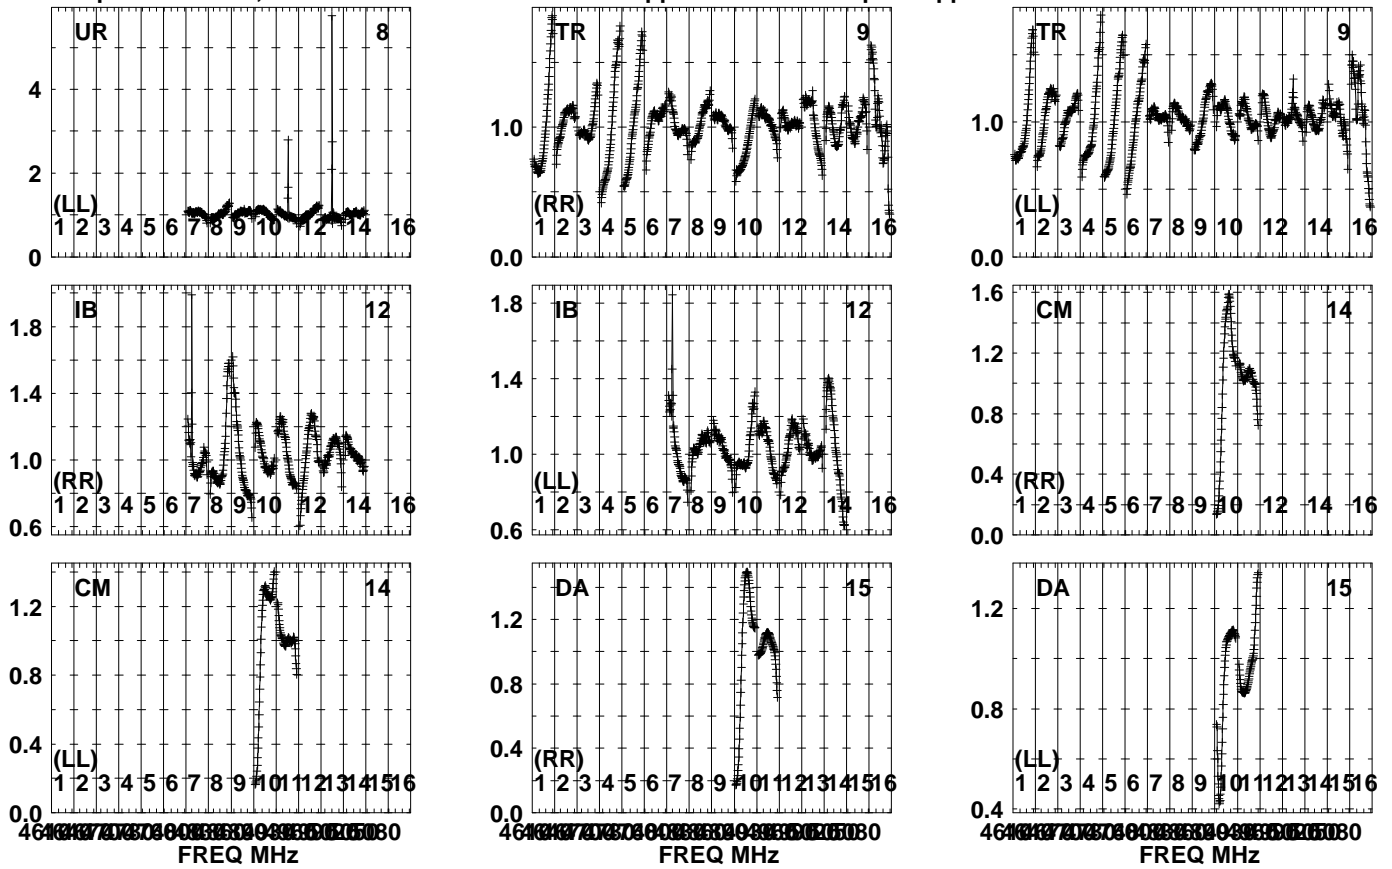 UR 8
4
2
(LL)
1 2 3 4 5 6 7 8 9 10 12 14 16
0
TR 9
1.0
(RR)
1 2 3 4 5 6 7 8 9 10 12 14 16
0.0
TR 9
1.0
(LL)
1 2 3 4 5 6 7 8 9 10 12 14 16
0.0
IB 12
1.8
1.4
1.0
(RR)
1 2 3 4 5 6 7 8 9 10 12 14 16
0.6
IB 12
1.8
1.4
1.0
(LL)
1 2 3 4 5 6 7 8 9 10 12 14 16
0.6
CM 14
1.6
1.2
0.8
0.4
(RR)
1 2 3 4 5 6 7 8 9 10 12 14 16
0.0
CM 14
1.2
0.8
0.4
(LL)
1 2 3 4 5 6 7 8 9 10 11 12 13 15 16
0.0
FREQ MHz
DA 15
1.2
0.8
0.4
(RR)
1 2 3 4 5 6 7 8 9 10 11 12 13 14 15 16
0.0
DA 15
1.2
0.8
(LL)
1 2 3 4 5 6 7 8 9 10 11 12 13 14 15 16
0.4
FREQ MHz